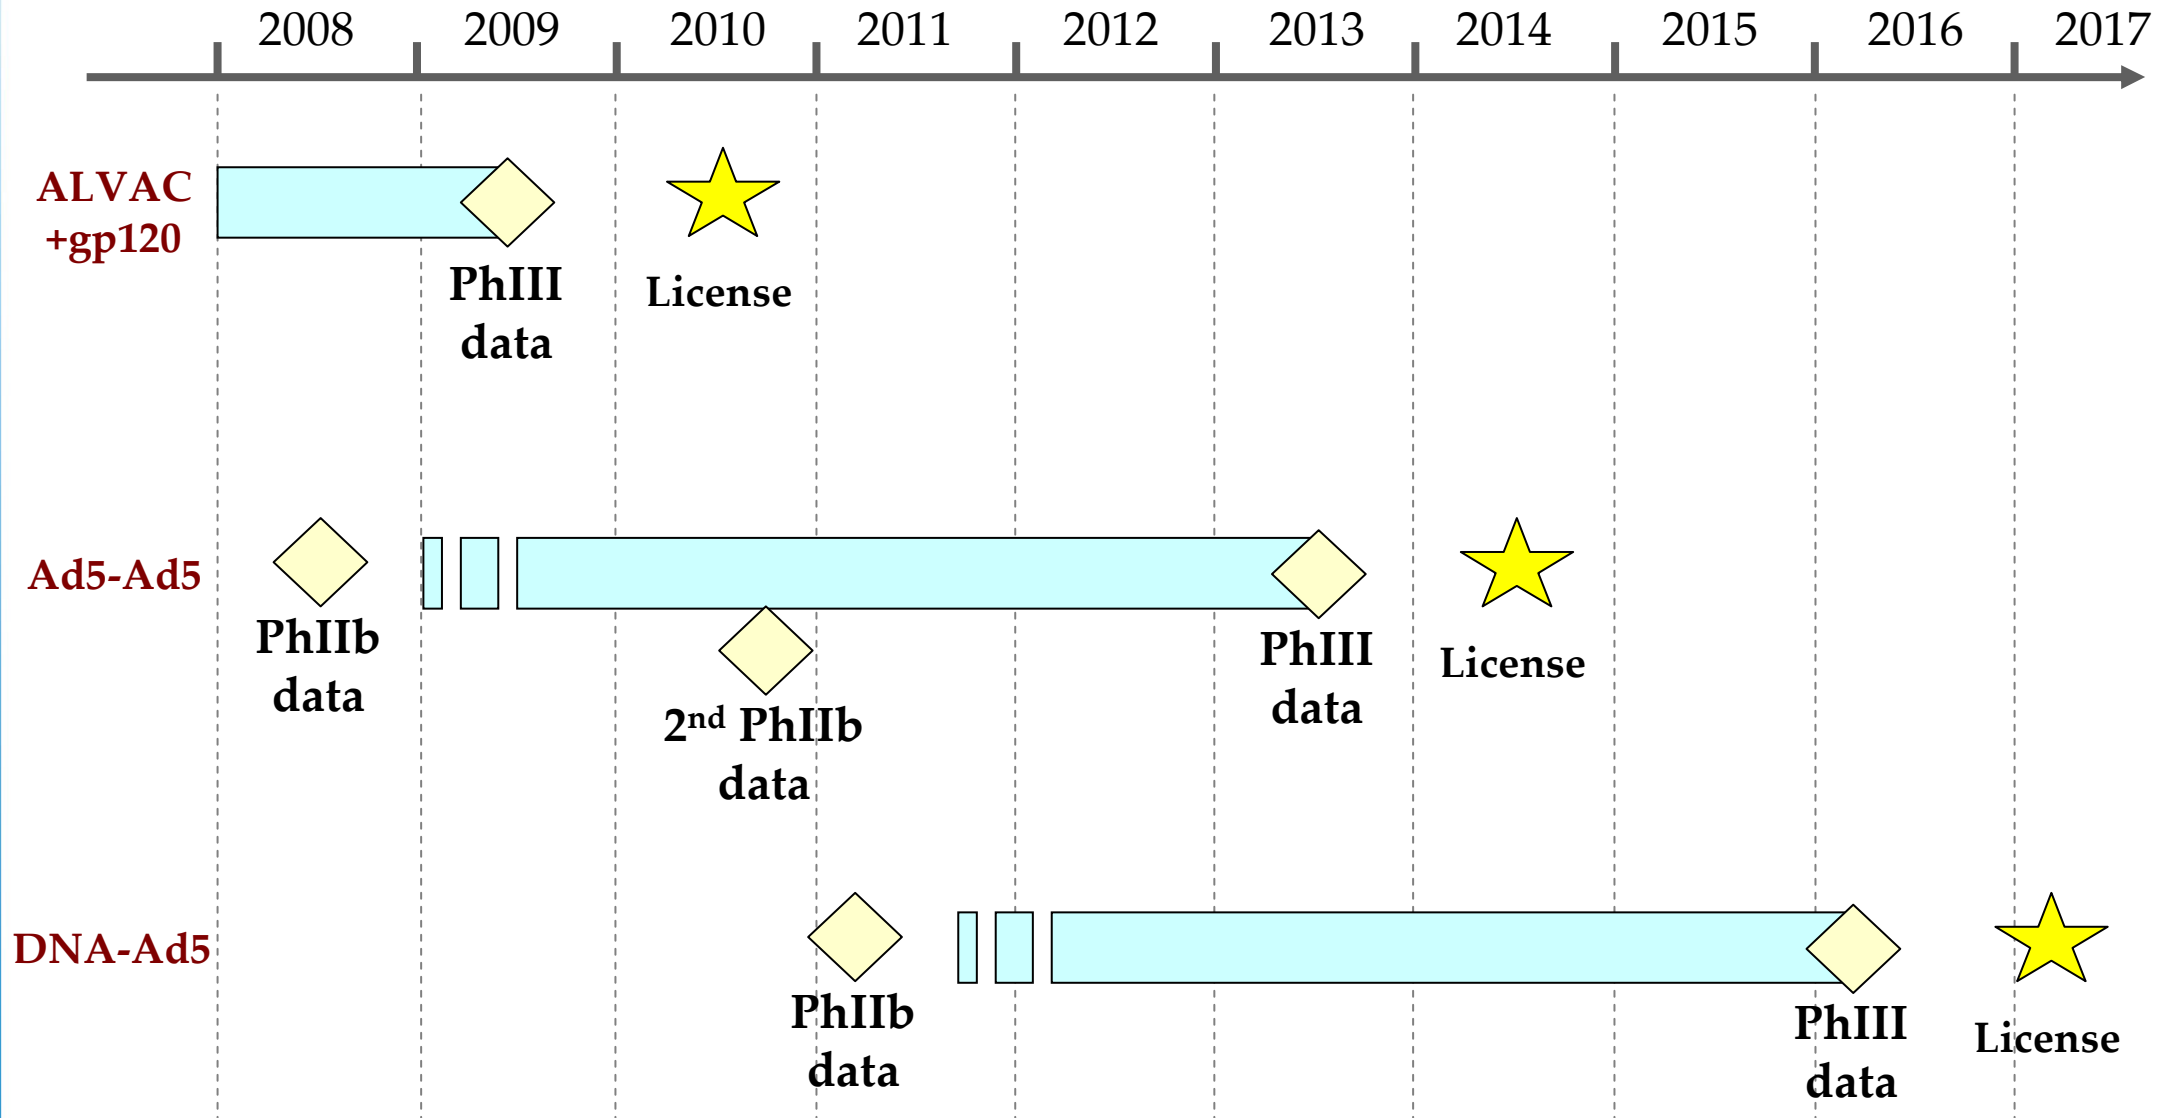 2008 2009 2010 2011 2012 2013 2014 2015 2016 2017
ALVAC
+gp120
PhIII
data
License
Ad5-Ad5
PhIIb
data
2nd PhIIb
data
PhIII
data
License
DNA-Ad5
PhIIb
data
PhIII
data
License